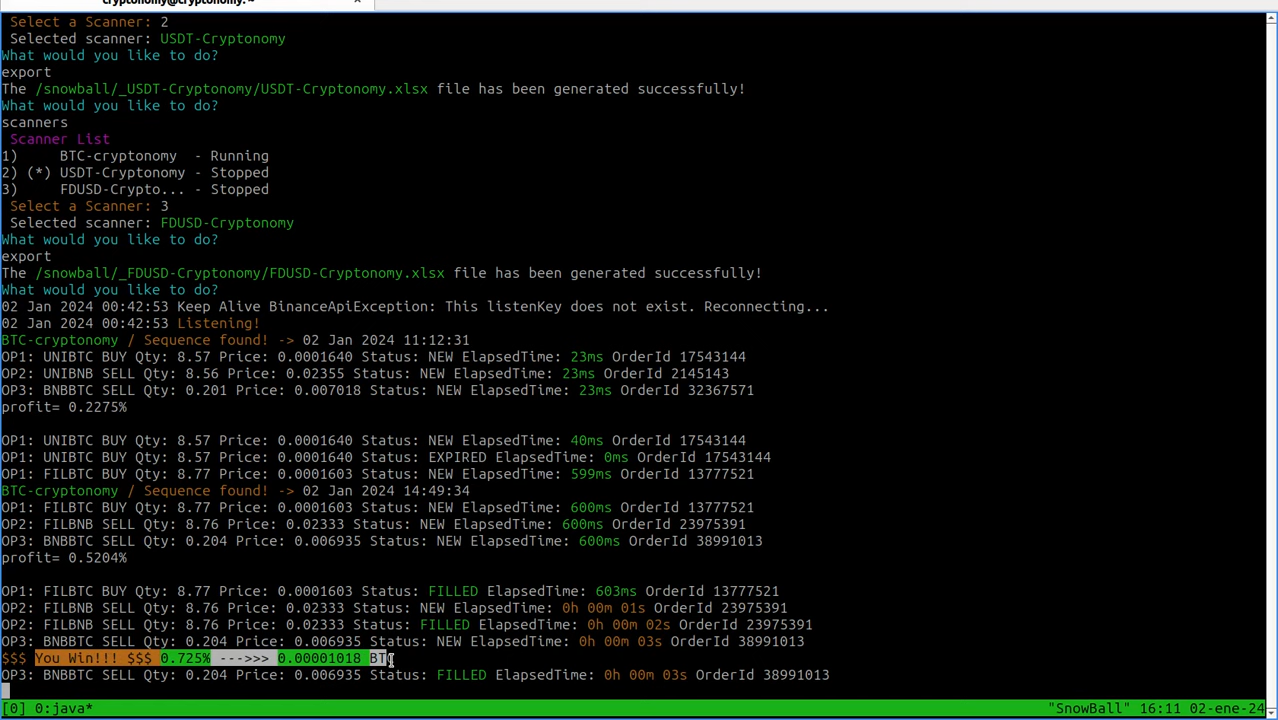 cryptonomy@cryptonomy: ~
Select a Scanner: 2
Selected scanner: USDT-Cryptonomy
What would you like to do?
export
The /snowball/_USDT-Cryptonomy/USDT-Cryptonomy.xlsx file has been generated successfully!
What would you like to do?
scanners
Scanner List
1) BTC-cryptonomy - Running
2) (*) USDT-Cryptonomy - Stopped
3) FDUSD-Crypto... - Stopped
Select a Scanner: 3
Selected scanner: FDUSD-Cryptonomy
What would you like to do?
export
The /snowball/_FDUSD-Cryptonomy/FDUSD-Cryptonomy.xlsx file has been generated successfully!
What would you like to do?
02 Jan 2024 00:42:53 Keep Alive BinanceApiException: This listenKey does not exist. Reconnecting...
02 Jan 2024 00:42:53 Listening!
BTC-cryptonomy / Sequence found! -> 02 Jan 2024 11:12:31
OP1: UNIBTC BUY Qty: 8.57 Price: 0.0001640 Status: NEW ElapsedTime: 23ms OrderId 17543144
OP2: UNIBNB SELL Qty: 8.56 Price: 0.02355 Status: NEW ElapsedTime: 23ms OrderId 2145143
OP3: BNBBTC SELL Qty: 0.201 Price: 0.007018 Status: NEW ElapsedTime: 23ms OrderId 32367571
profit= 0.2275%
OP1: UNIBTC BUY Qty: 8.57 Price: 0.0001640 Status: NEW ElapsedTime: 40ms OrderId 17543144
OP1: UNIBTC BUY Qty: 8.57 Price: 0.0001640 Status: EXPIRED ElapsedTime: 0ms OrderId 17543144
OP1: FILBTC BUY Qty: 8.77 Price: 0.0001603 Status: NEW ElapsedTime: 599ms OrderId 13777521
BTC-cryptonomy / Sequence found! -> 02 Jan 2024 14:49:34
OP1: FILBTC BUY Qty: 8.77 Price: 0.0001603 Status: NEW ElapsedTime: 600ms OrderId 13777521
OP2: FILBNB SELL Qty: 8.76 Price: 0.02333 Status: NEW ElapsedTime: 600ms OrderId 23975391
OP3: BNBBTC SELL Qty: 0.204 Price: 0.006935 Status: NEW ElapsedTime: 600ms OrderId 38991013
profit= 0.5204%
OP1: FILBTC BUY Qty: 8.77 Price: 0.0001603 Status: FILLED ElapsedTime: 603ms OrderId 13777521
OP2: FILBNB SELL Qty: 8.76 Price: 0.02333 Status: NEW ElapsedTime: 0h 00m 01s OrderId 23975391
OP2: FILBNB SELL Qty: 8.76 Price: 0.02333 Status: FILLED ElapsedTime: 0h 00m 02s OrderId 23975391
OP3: BNBBTC SELL Qty: 0.204 Price: 0.006935 Status: NEW ElapsedTime: 0h 00m 03s OrderId 38991013
$$$ You Win!!! $$$ 0.725% --->>> 0.00001018 BTC
OP3: BNBBTC SELL Qty: 0.204 Price: 0.006935 Status: FILLED ElapsedTime: 0h 00m 03s OrderId 38991013
[0] 0:java* "SnowBall" 16:11 02-ene-24